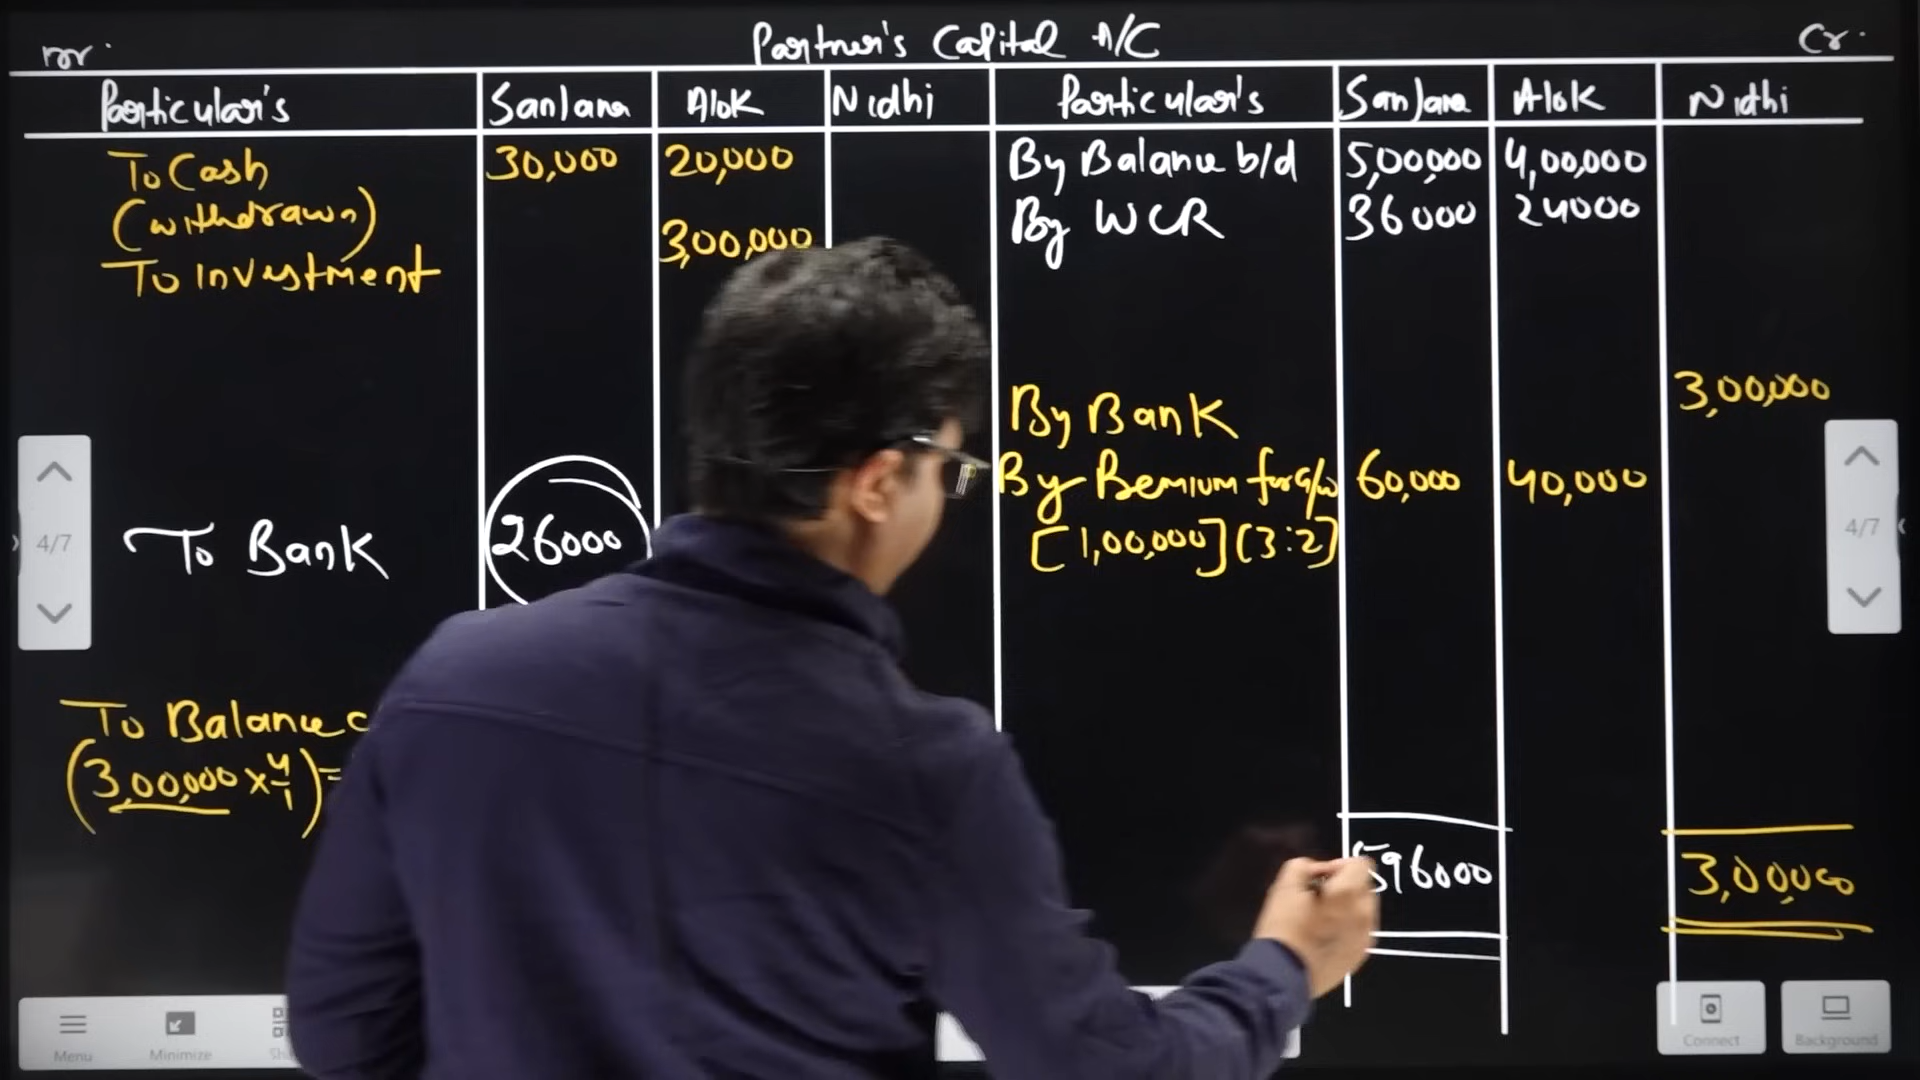 Partner's Capital A/C
Dr.
Cr.
Particular's Sanjana Alok Nidhi Particular's Sanjana Alok Nidhi
To Cash 30,000 20,000 By Balance b/d 5,00,000 4,00,000
(withdrawn) By WCR 36000 24000
To Investment 3,00,000
By Bank 3,00,000
By Premium for G/w 60,000 40,000
[1,00,000] (3:2)
To Bank 26000
To Balance c
(3,00,000 × 4/1) =
596000 3,00,000
4/7
4/7
Menu Minimize
Connect Background